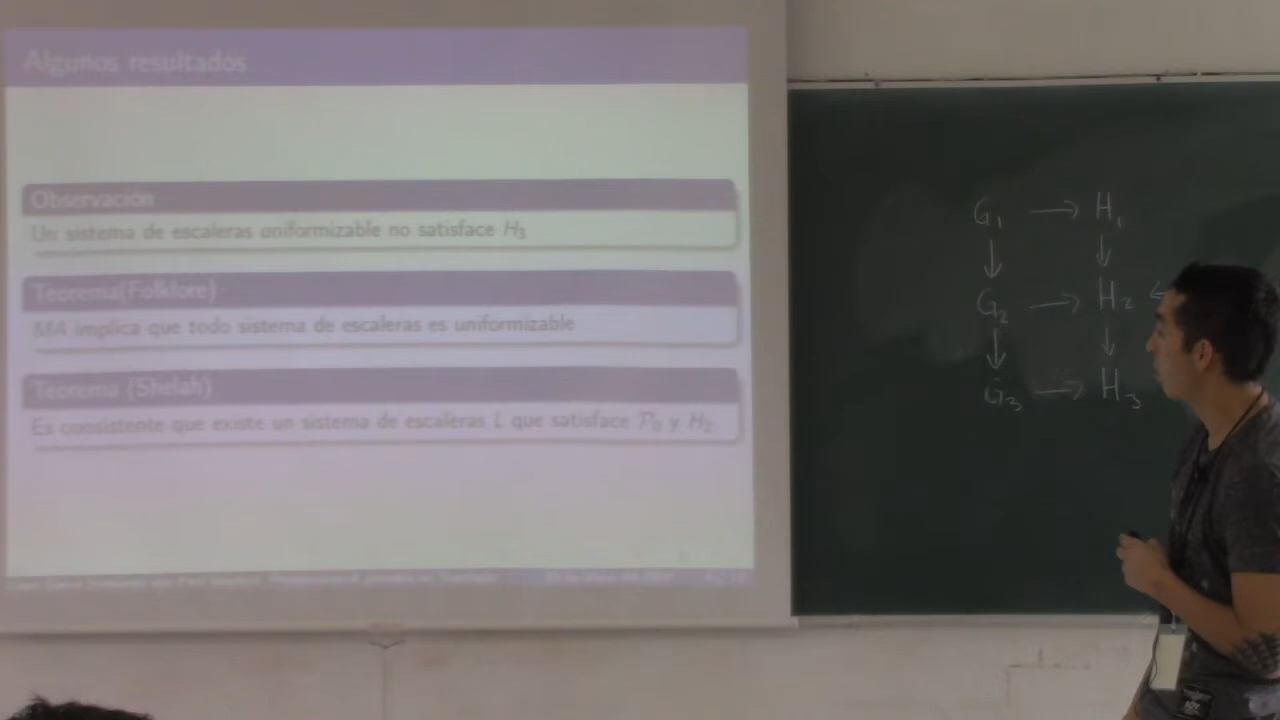 Algunos resultados
Observación
Un sistema de escaleras uniformizable no satisface H₃
Teorema(Folklore)
MA implica que todo sistema de escaleras es uniformizable
Teorema (Shelah)
Es consistente que existe un sistema de escaleras L que satisface P₀ y H₂.
G₁ → H₁
↓ ↓
G₂ → H₂ ←
↓ ↓
G₃ → H₃